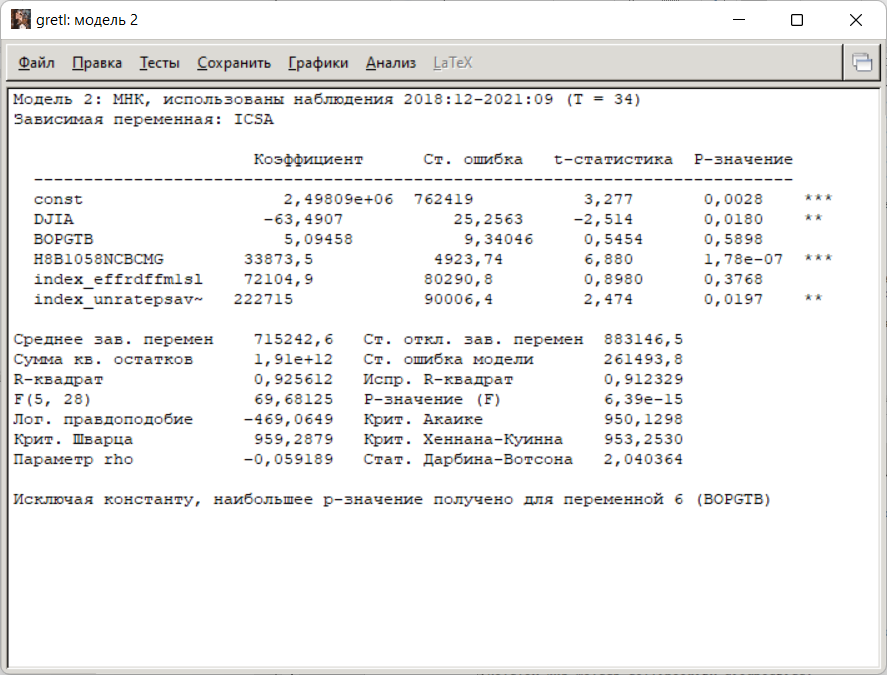 gretl: модель 2
Файл Правка Тесты Сохранить Графики Анализ LaTeX
Модель 2: МНК, использованы наблюдения 2018:12-2021:09 (T = 34)
Зависимая переменная: ICSA
Коэффициент Ст. ошибка t-статистика P-значение
---------------------------------------------------------------------------
const 2,49809e+06 762419 3,277 0,0028 ***
DJIA -63,4907 25,2563 -2,514 0,0180 **
BOPGTB 5,09458 9,34046 0,5454 0,5898
H8B1058NCBCMG 33873,5 4923,74 6,880 1,78e-07 ***
index_effrdffm1sl 72104,9 80290,8 0,8980 0,3768
index_unratepsav~ 222715 90006,4 2,474 0,0197 **
Среднее зав. перемен 715242,6 Ст. откл. зав. перемен 883146,5
Сумма кв. остатков 1,91e+12 Ст. ошибка модели 261493,8
R-квадрат 0,925612 Испр. R-квадрат 0,912329
F(5, 28) 69,68125 Р-значение (F) 6,39e-15
Лог. правдоподобие -469,0649 Крит. Акаике 950,1298
Крит. Шварца 959,2879 Крит. Хеннана-Куинна 953,2530
Параметр rho -0,059189 Стат. Дарбина-Вотсона 2,040364
Исключая константу, наибольшее р-значение получено для переменной 6 (BOPGTB)